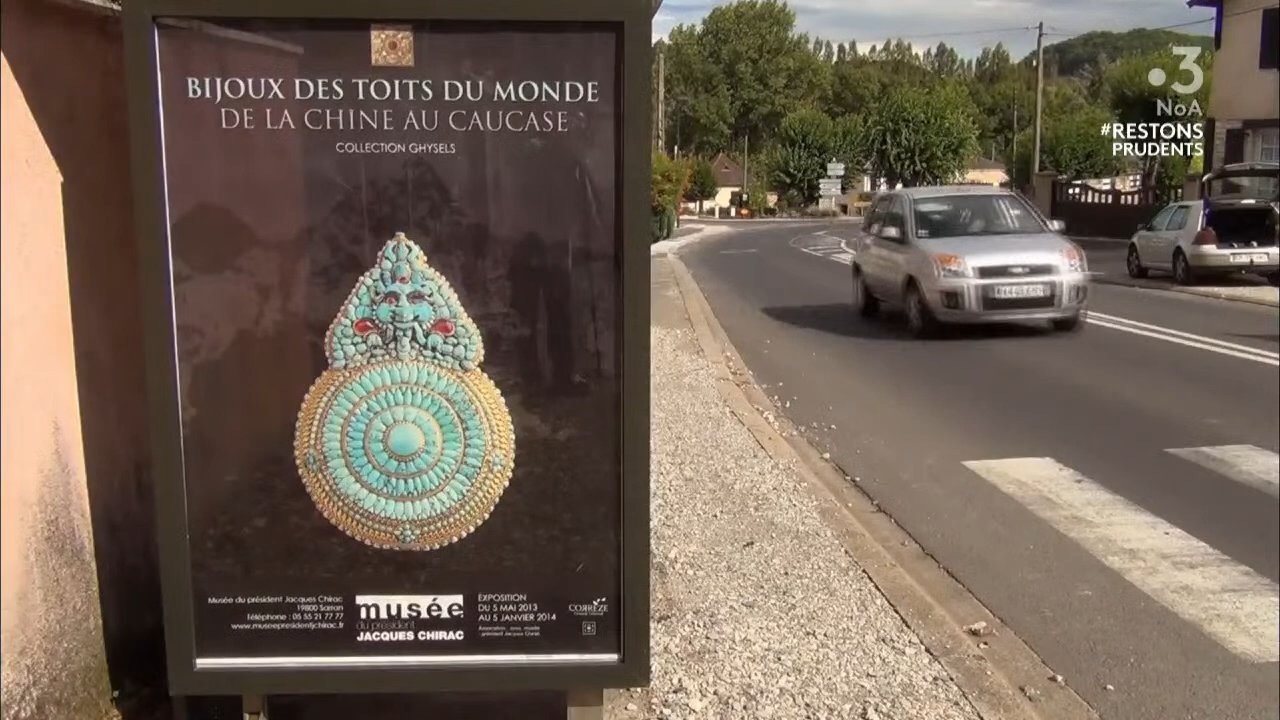 BIJOUX DES TOITS DU MONDE
DE LA CHINE AU CAUCASE
COLLECTION GHYSELS
Musée du président Jacques Chirac
19800 Sarran
Téléphone : 05 55 21 77 77
www.museepresidentjchirac.fr
musée
du président
JACQUES CHIRAC
EXPOSITION
DU 5 MAI 2013
AU 5 JANVIER 2014
CORRÈZE
3
NoA
#RESTONS
PRUDENTS